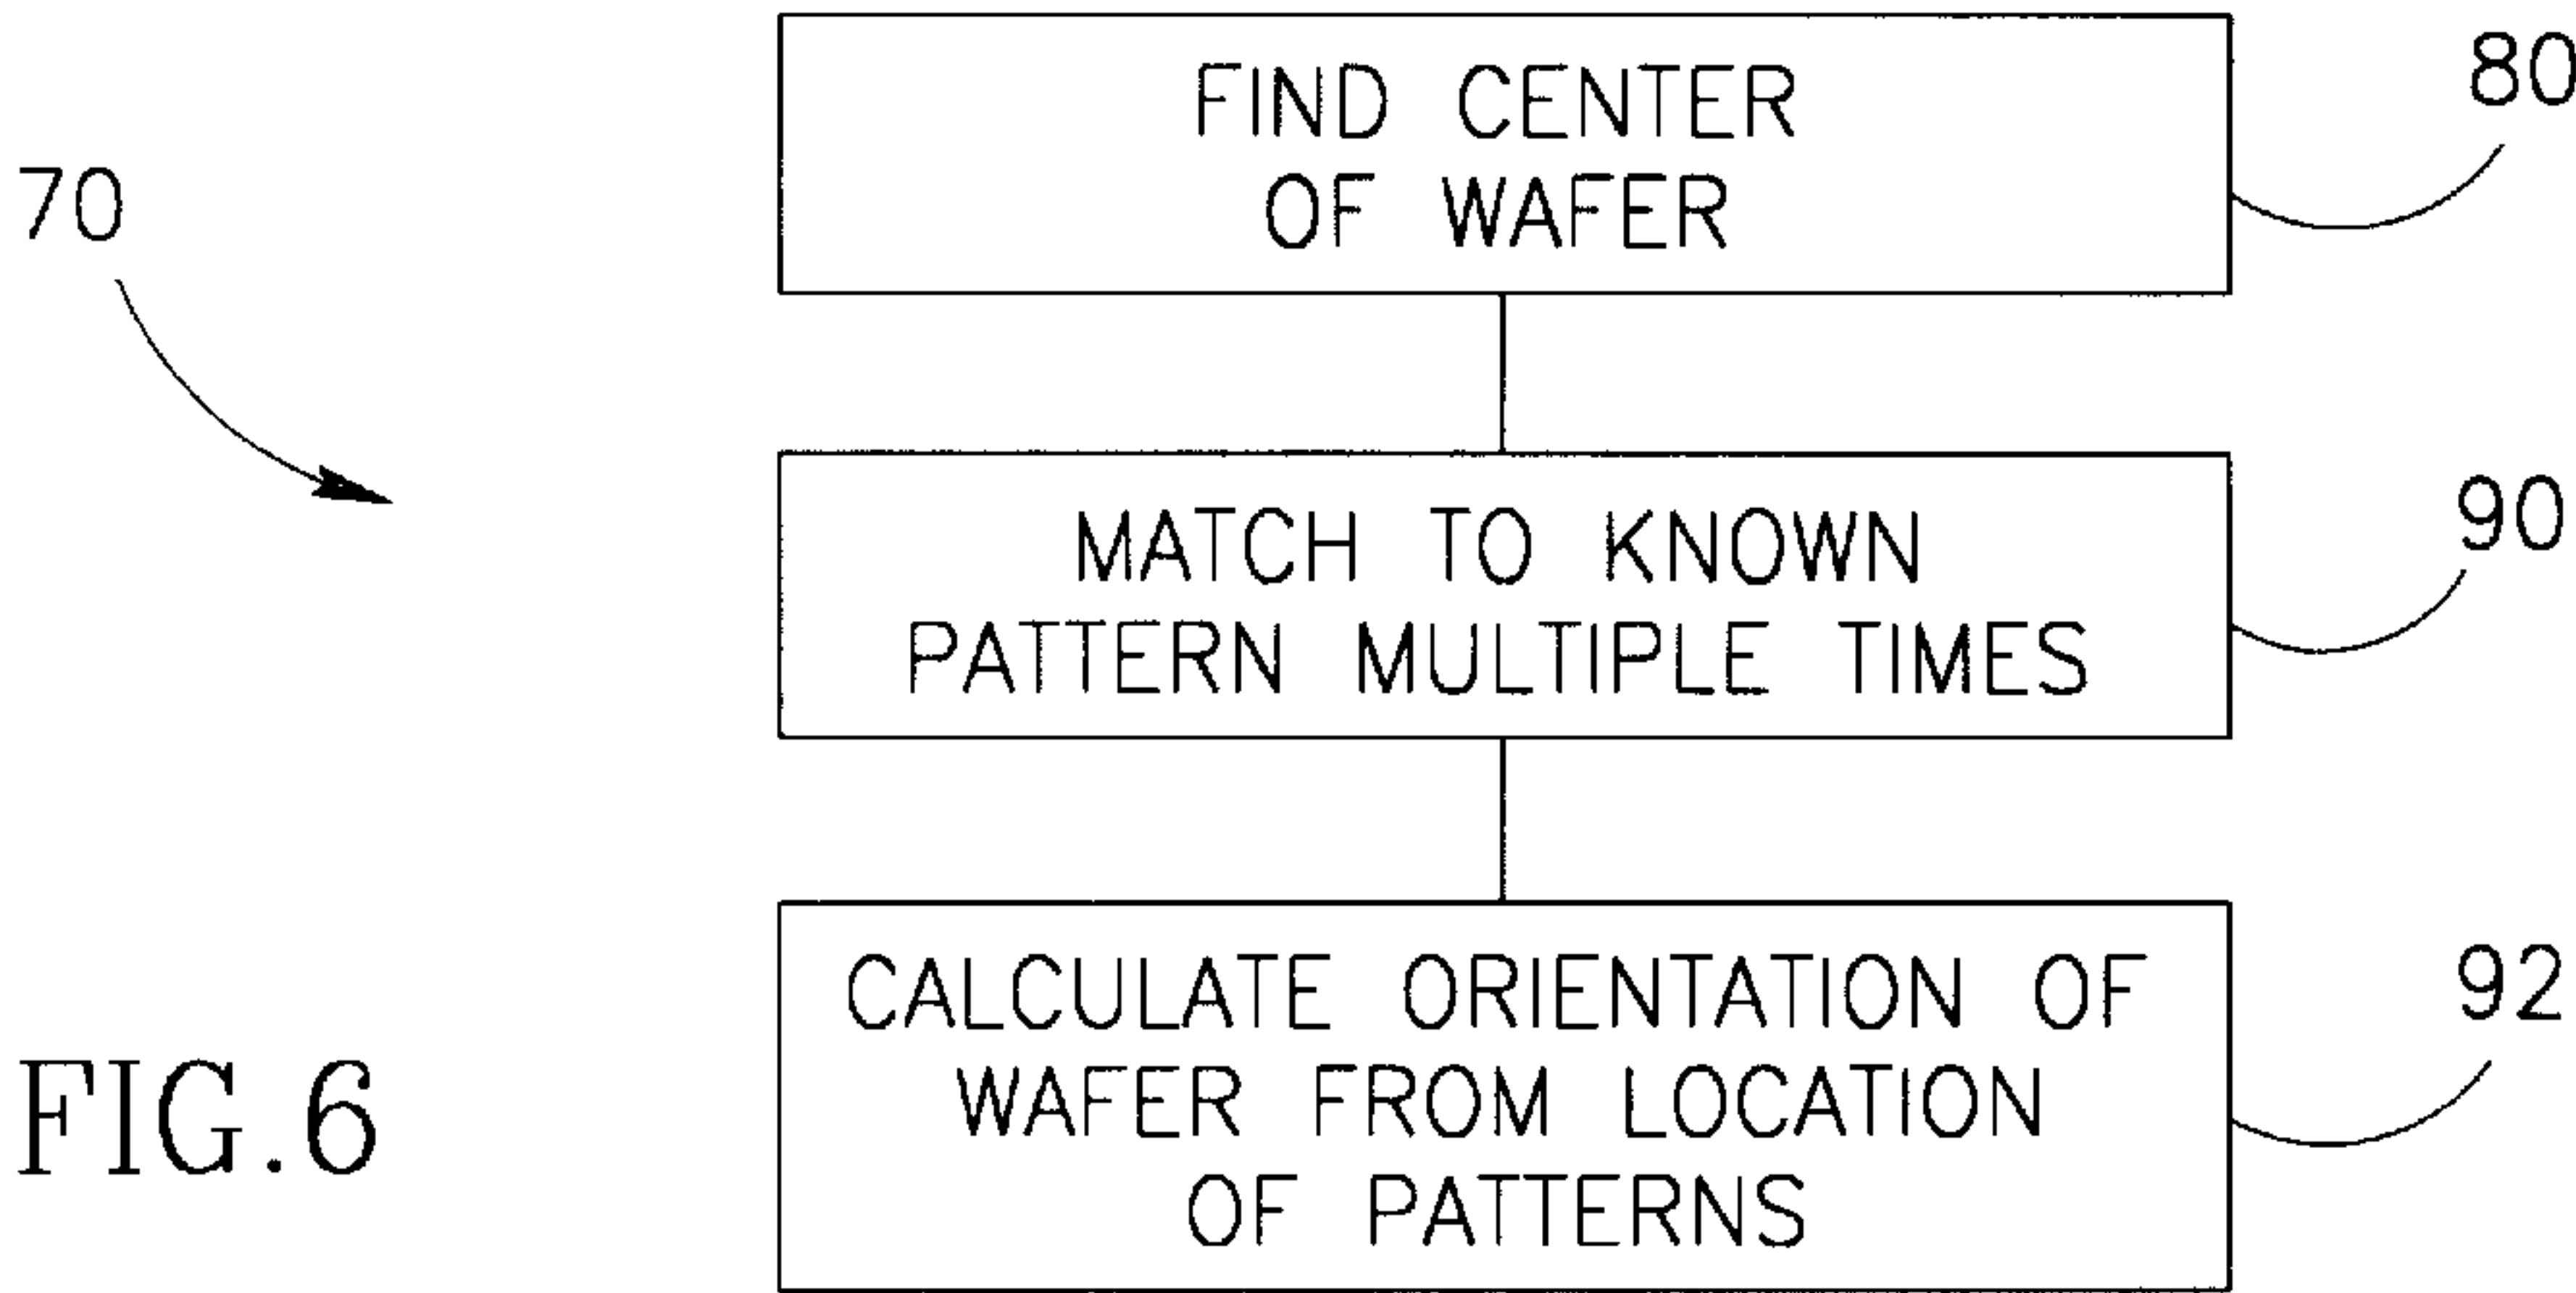 70
FIND CENTER
OF WAFER
80
MATCH TO KNOWN
PATTERN MULTIPLE TIMES
90
CALCULATE ORIENTATION OF
WAFER FROM LOCATION
OF PATTERNS
92
FIG.6